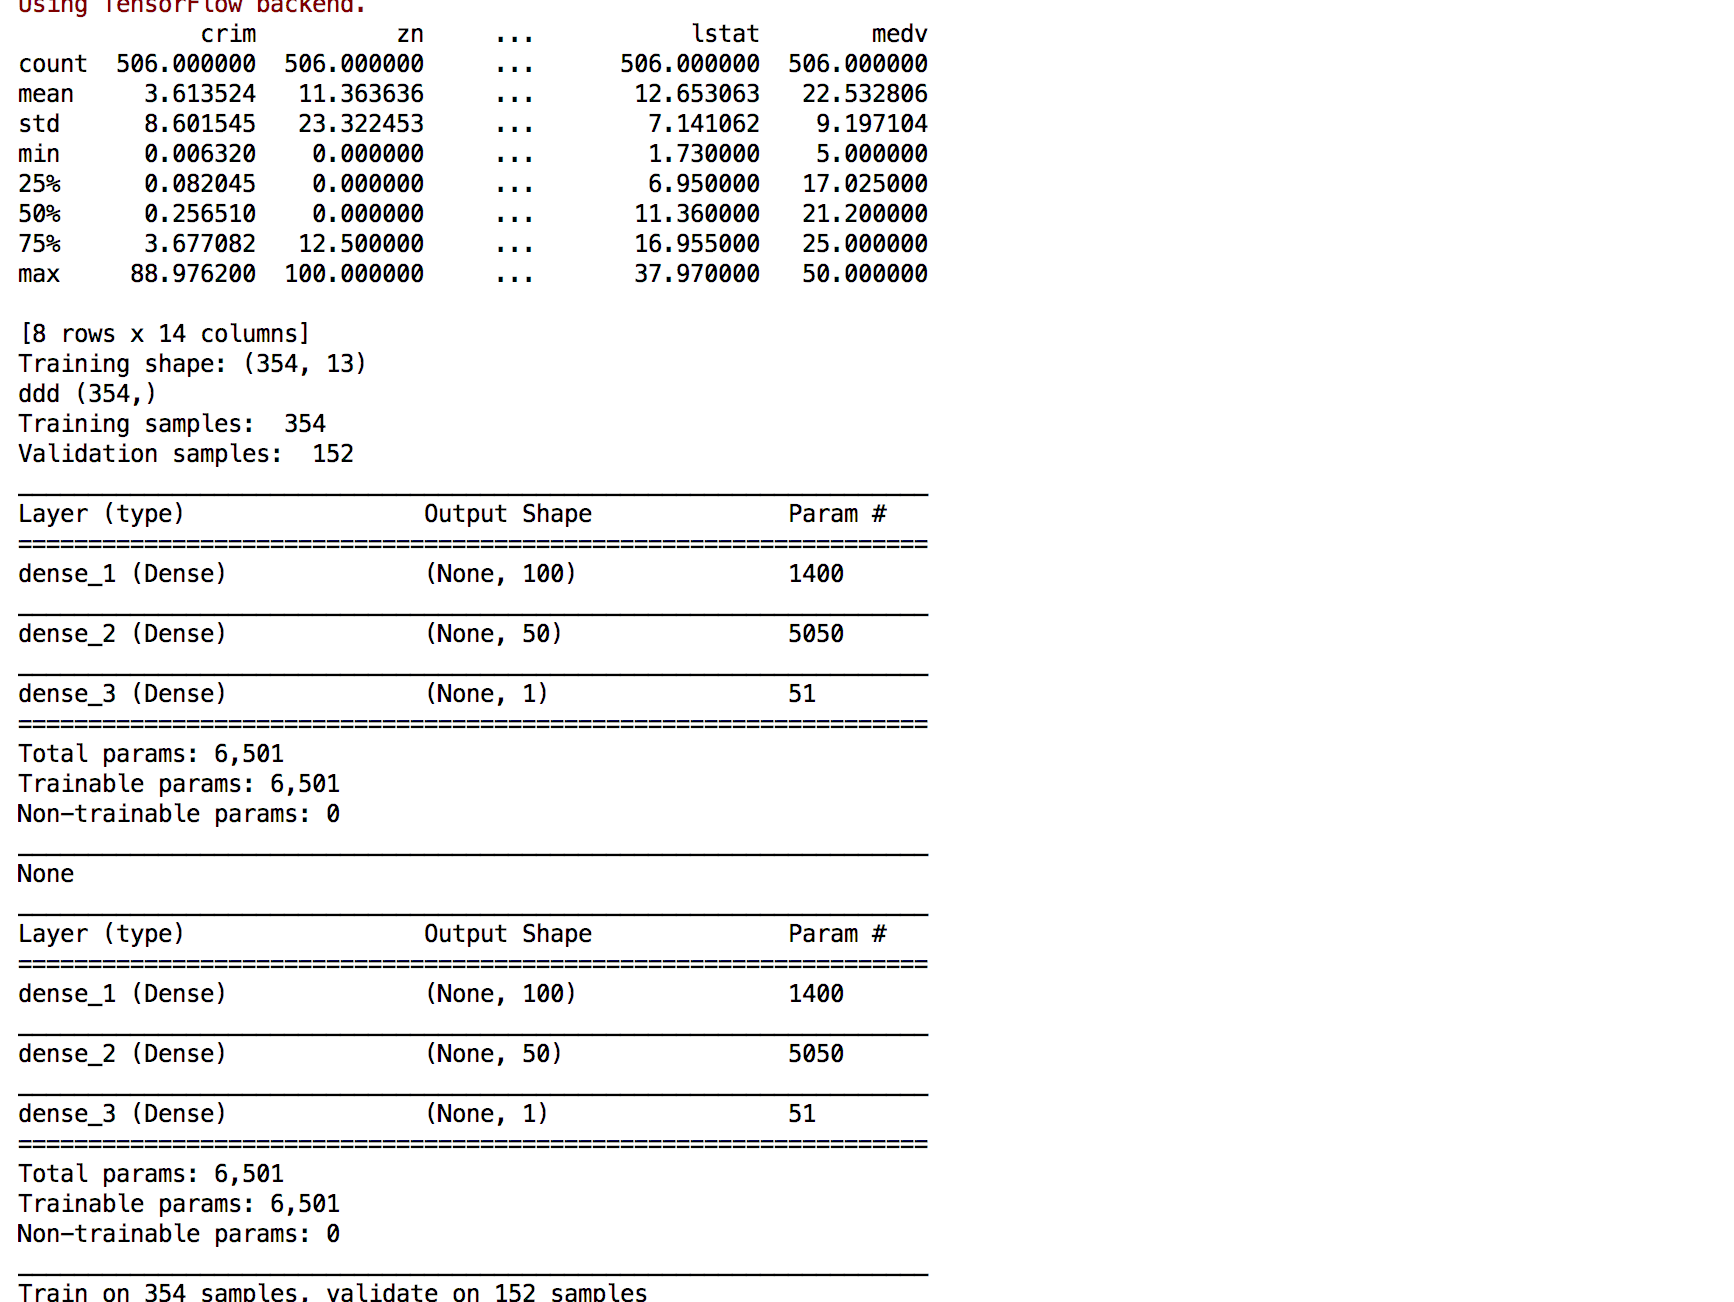 Using TensorFlow backend.
crim zn ... lstat medv
count 506.000000 506.000000 ... 506.000000 506.000000
mean 3.613524 11.363636 ... 12.653063 22.532806
std 8.601545 23.322453 ... 7.141062 9.197104
min 0.006320 0.000000 ... 1.730000 5.000000
25% 0.082045 0.000000 ... 6.950000 17.025000
50% 0.256510 0.000000 ... 11.360000 21.200000
75% 3.677082 12.500000 ... 16.955000 25.000000
max 88.976200 100.000000 ... 37.970000 50.000000
[8 rows x 14 columns]
Training shape: (354, 13)
ddd (354,)
Training samples:  354
Validation samples:  152
_________________________________________________________________
Layer (type) Output Shape Param #
=================================================================
dense_1 (Dense) (None, 100) 1400
_________________________________________________________________
dense_2 (Dense) (None, 50) 5050
_________________________________________________________________
dense_3 (Dense) (None, 1) 51
=================================================================
Total params: 6,501
Trainable params: 6,501
Non-trainable params: 0
_________________________________________________________________
None
_________________________________________________________________
Layer (type) Output Shape Param #
=================================================================
dense_1 (Dense) (None, 100) 1400
_________________________________________________________________
dense_2 (Dense) (None, 50) 5050
_________________________________________________________________
dense_3 (Dense) (None, 1) 51
=================================================================
Total params: 6,501
Trainable params: 6,501
Non-trainable params: 0
_________________________________________________________________
Train on 354 samples, validate on 152 samples